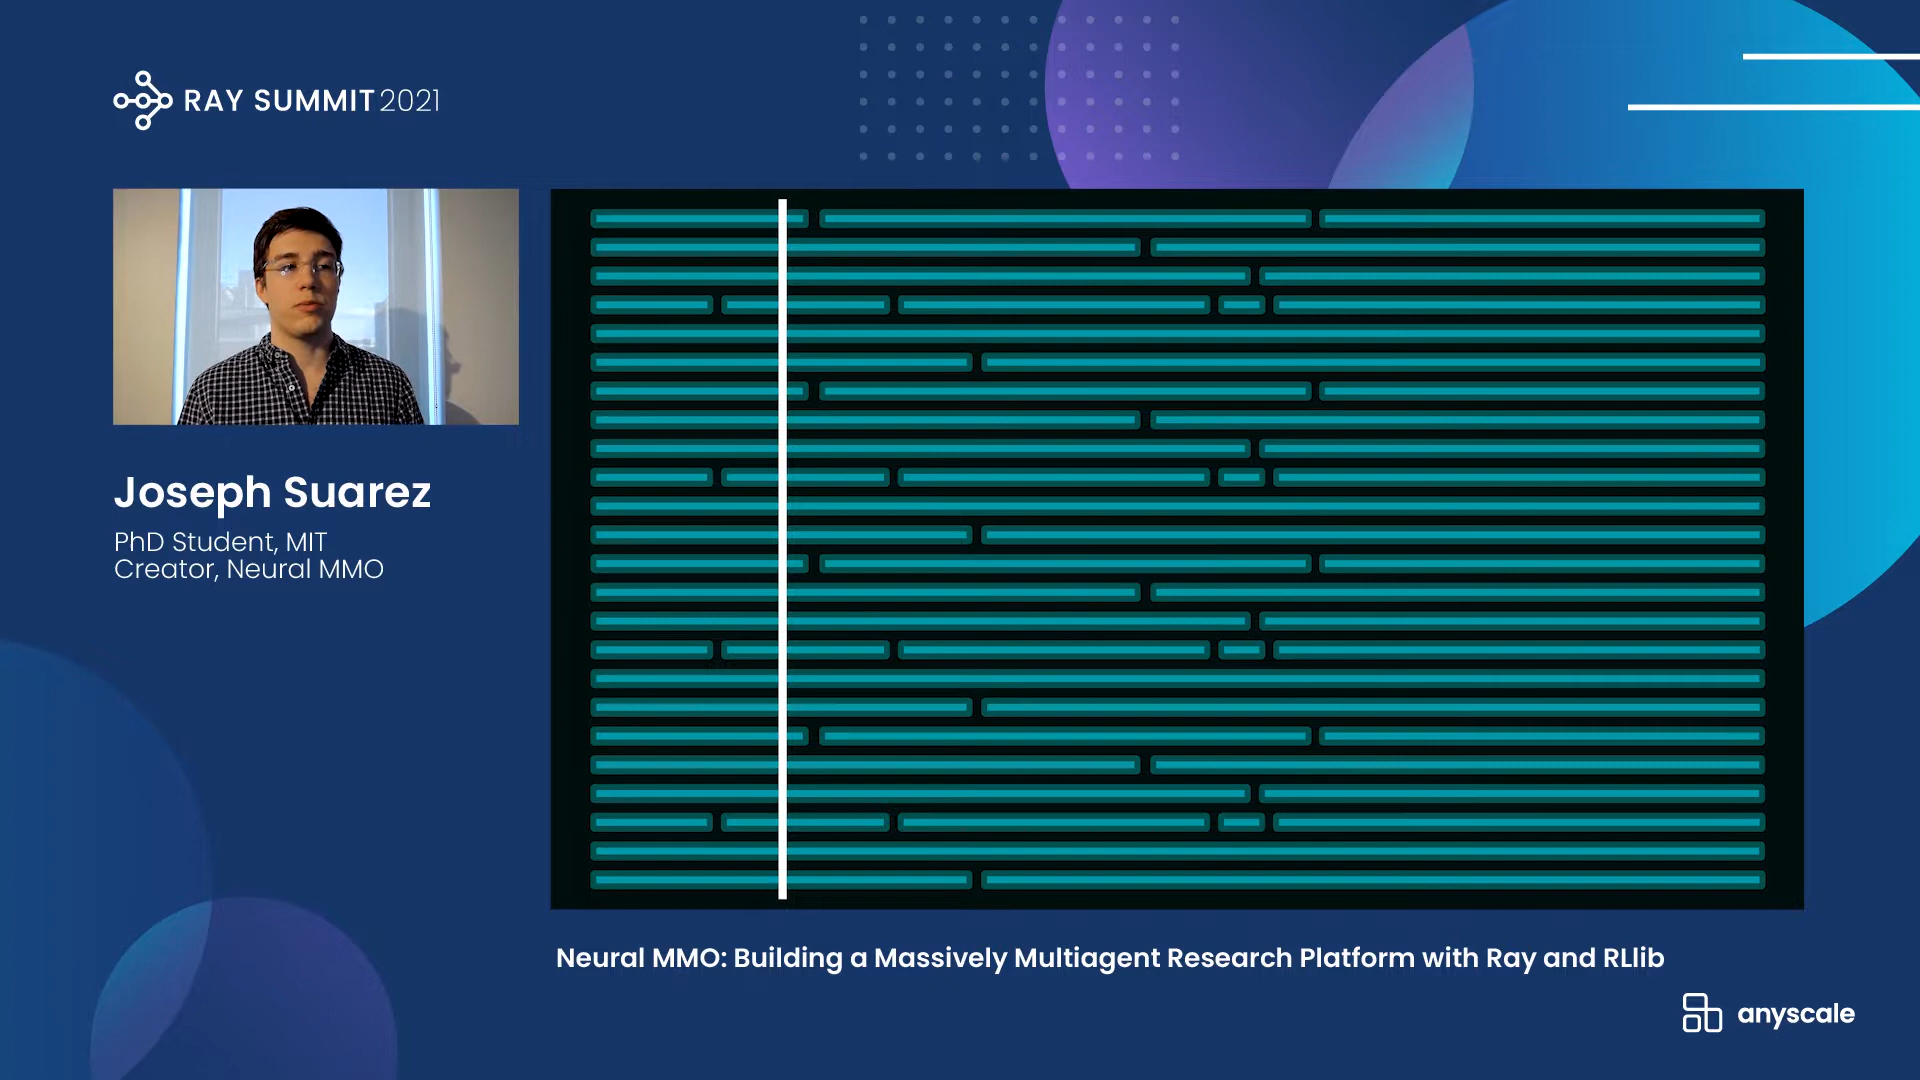 RAY SUMMIT 2021
Joseph Suarez
PhD Student, MIT
Creator, Neural MMO
Neural MMO: Building a Massively Multiagent Research Platform with Ray and RLlib
anyscale